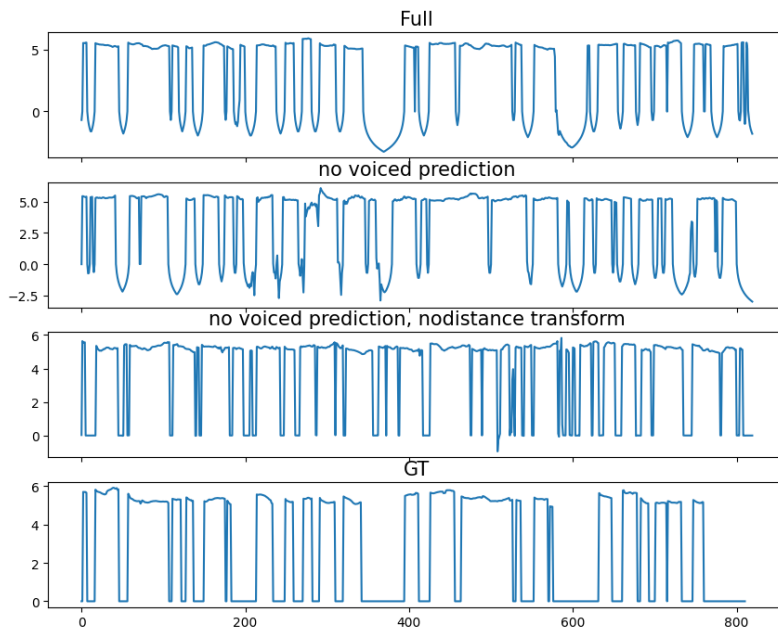 Full
5
0
no voiced prediction
5.0
2.5
0.0
−2.5
no voiced prediction, nodistance transform
6
4
2
0
GT
6
4
2
0
0 200 400 600 800